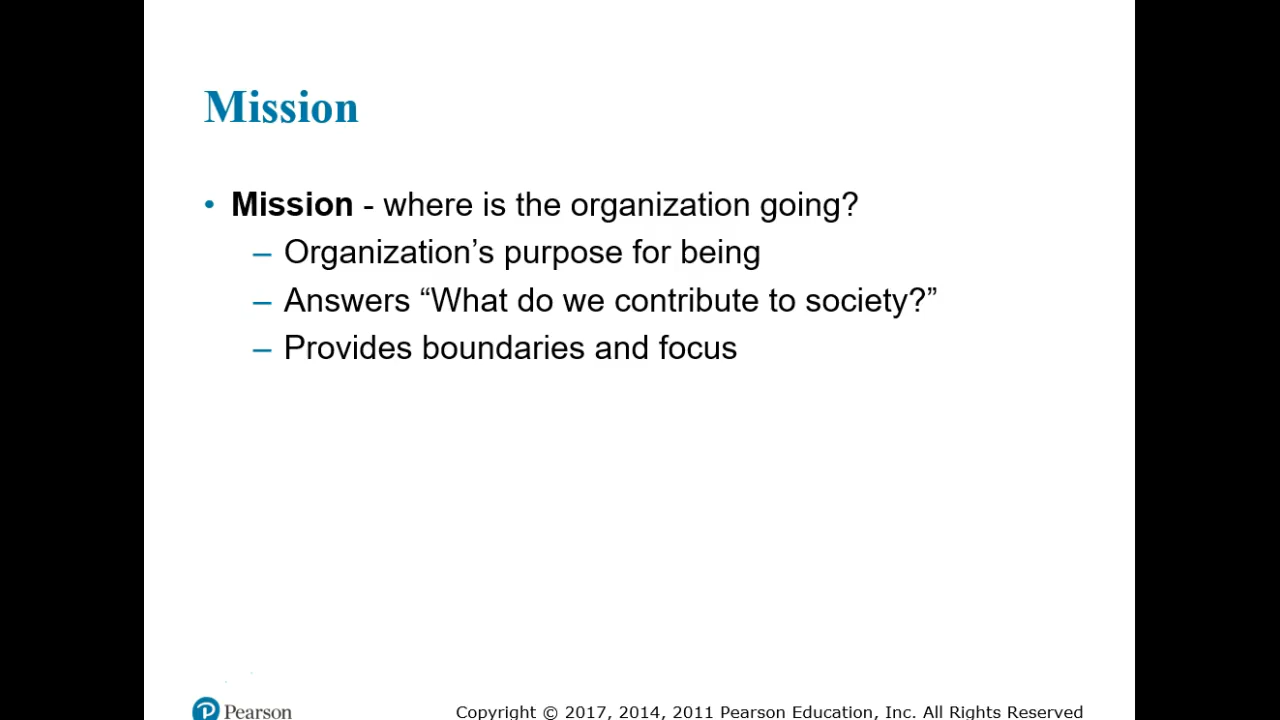 Mission
• Mission - where is the organization going?
– Organization’s purpose for being
– Answers “What do we contribute to society?”
– Provides boundaries and focus
Pearson
Copyright © 2017, 2014, 2011 Pearson Education, Inc. All Rights Reserved